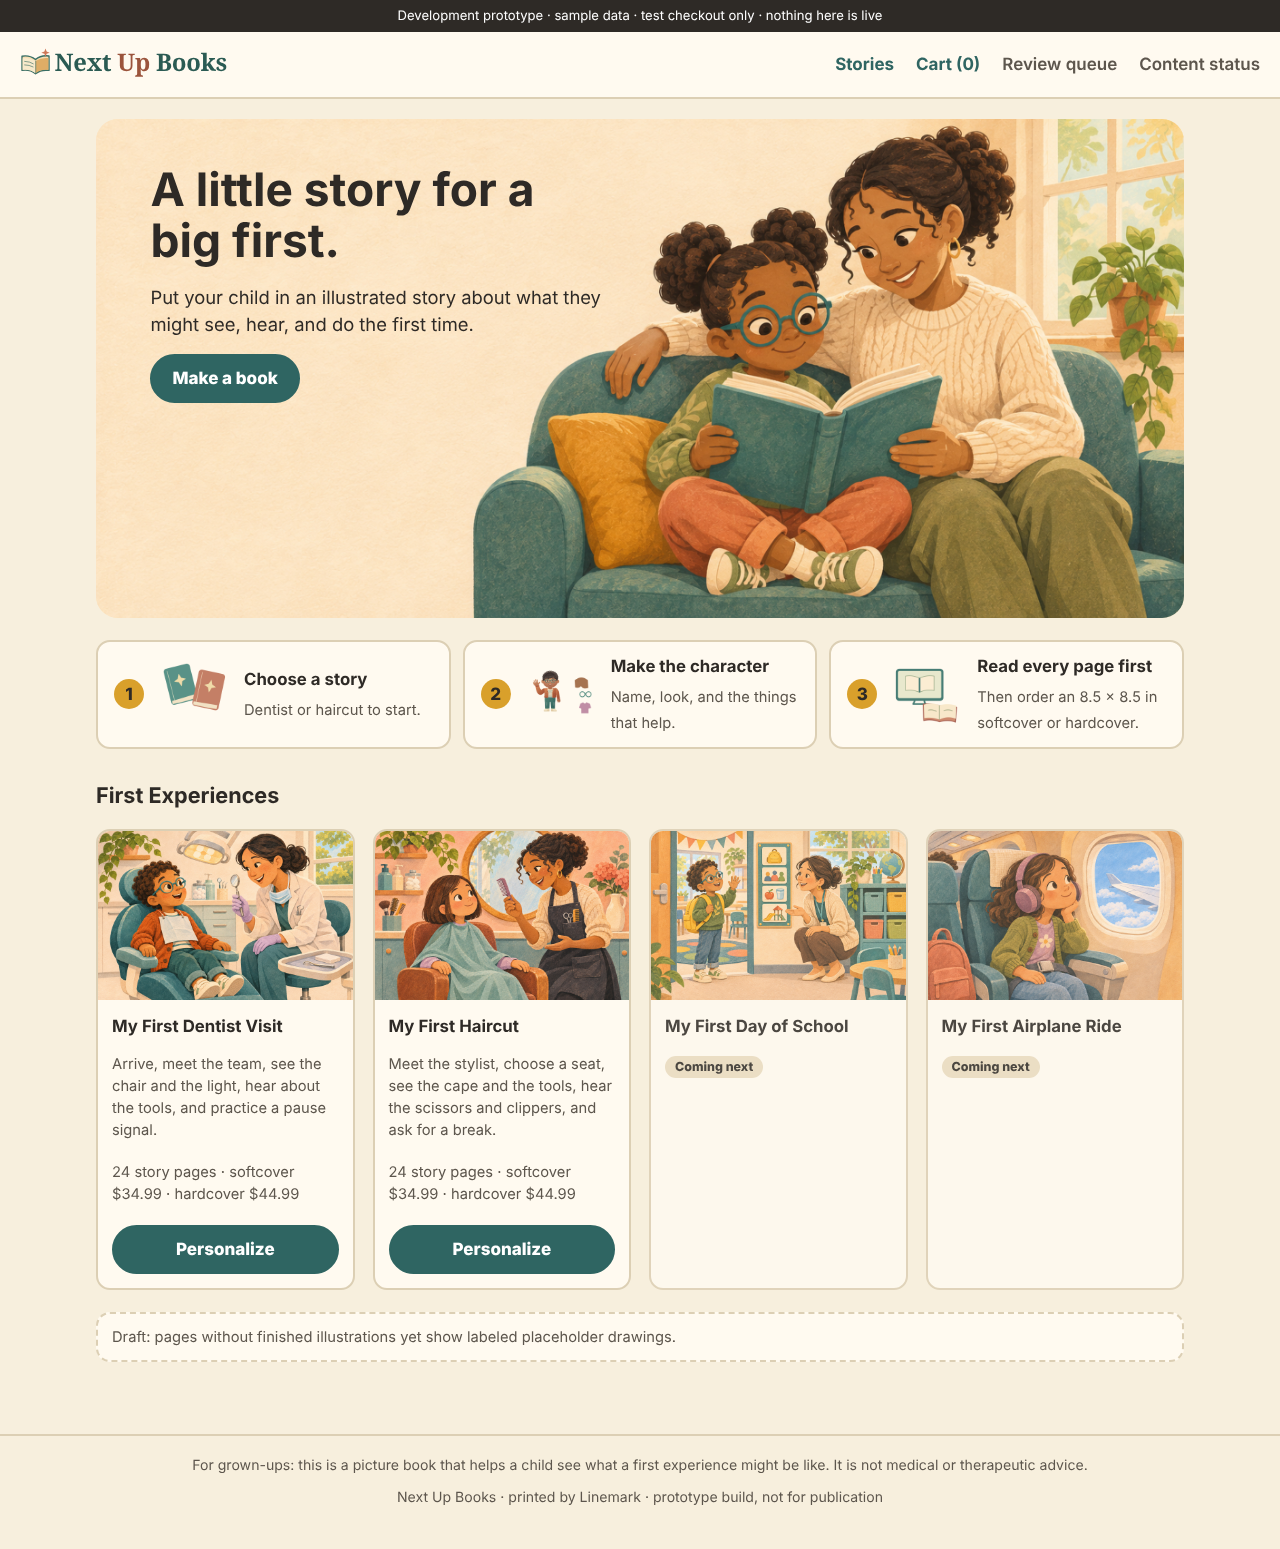 Development prototype · sample data · test checkout only · nothing here is live
Next Up Books
Stories
Cart (0)
Review queue
Content status
A little story for a
big first.
Put your child in an illustrated story about what they
might see, hear, and do the first time.
Make a book
1
Choose a story
Dentist or haircut to start.
2
Make the character
Name, look, and the things
that help.
3
Read every page first
Then order an 8.5 × 8.5 in
softcover or hardcover.
First Experiences
My First Dentist Visit
Arrive, meet the team, see the
chair and the light, hear about
the tools, and practice a pause
signal.
24 story pages · softcover
$34.99 · hardcover $44.99
Personalize
My First Haircut
Meet the stylist, choose a seat,
see the cape and the tools, hear
the scissors and clippers, and
ask for a break.
24 story pages · softcover
$34.99 · hardcover $44.99
Personalize
My First Day of School
Coming next
My First Airplane Ride
Coming next
Draft: pages without finished illustrations yet show labeled placeholder drawings.
For grown-ups: this is a picture book that helps a child see what a first experience might be like. It is not medical or therapeutic advice.
Next Up Books · printed by Linemark · prototype build, not for publication